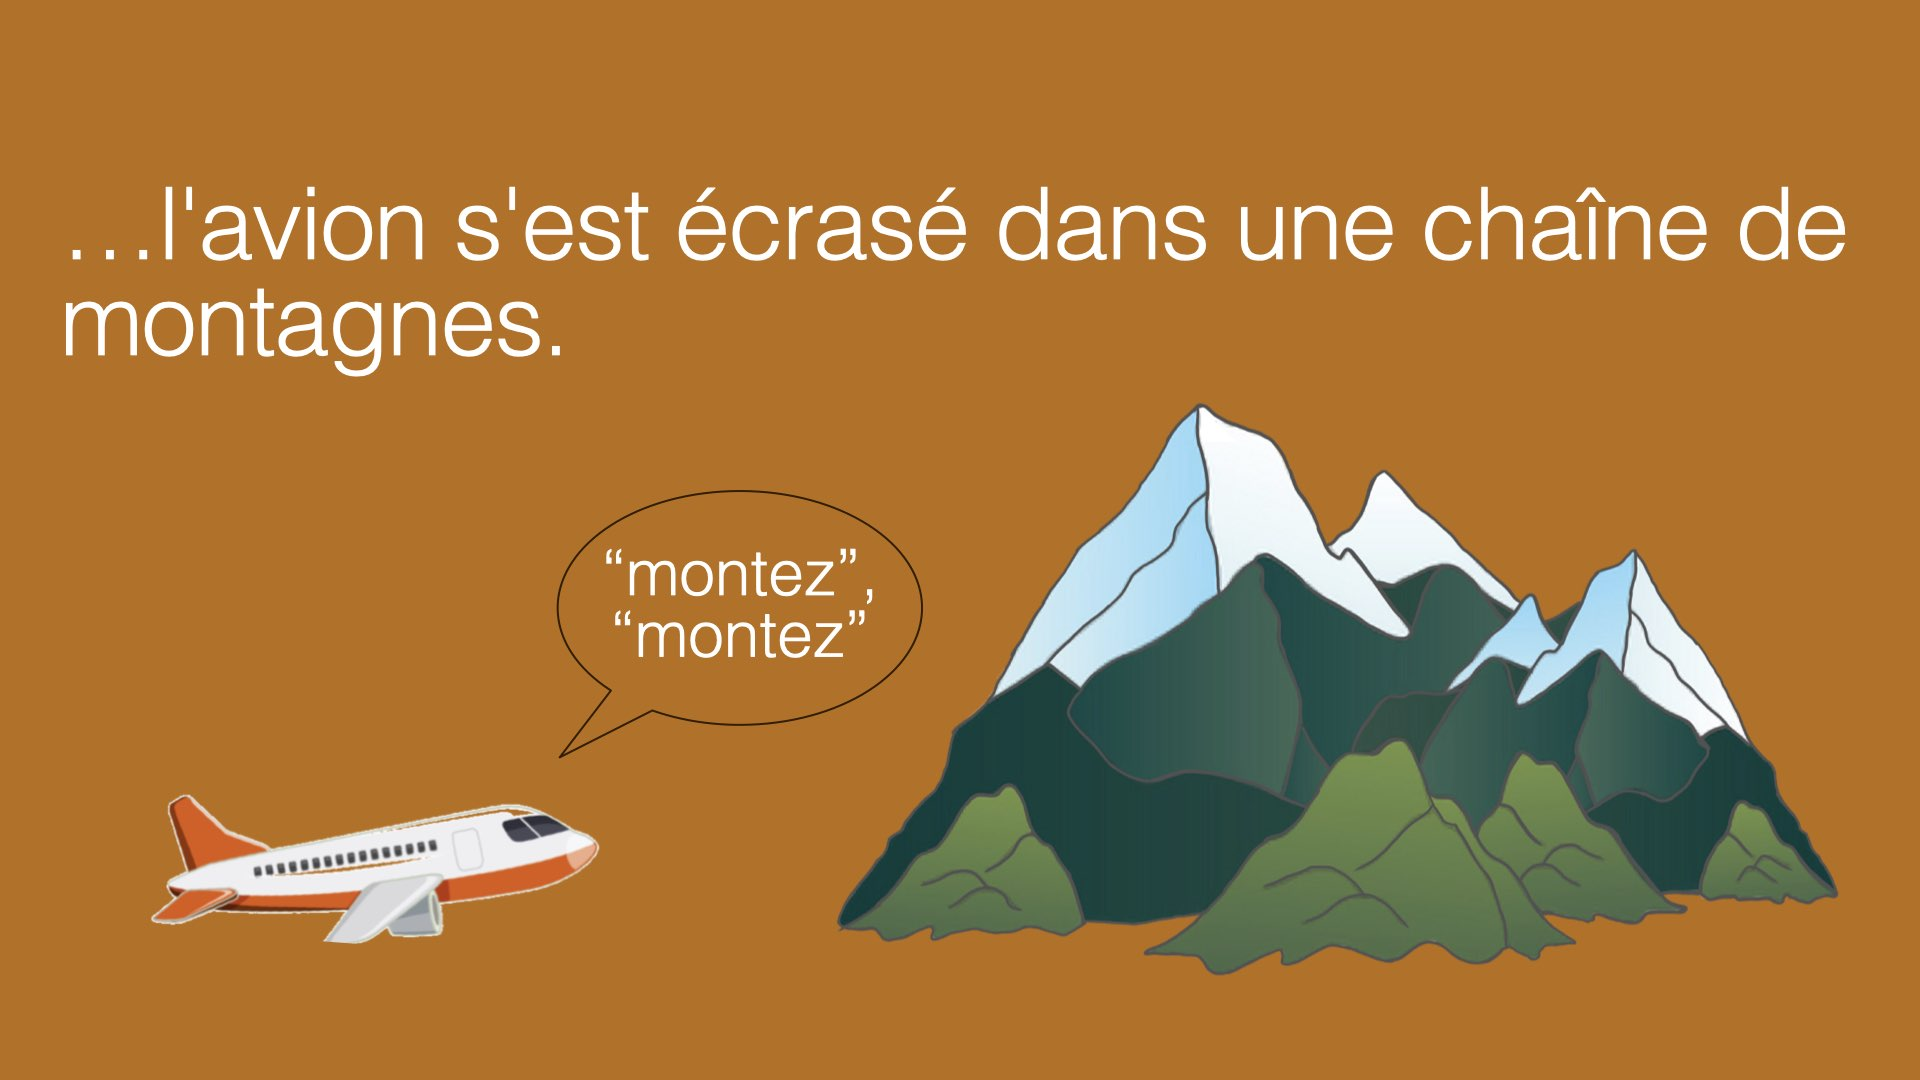 …l'avion s'est écrasé dans une chaîne de
montagnes.
“montez”,
“montez”